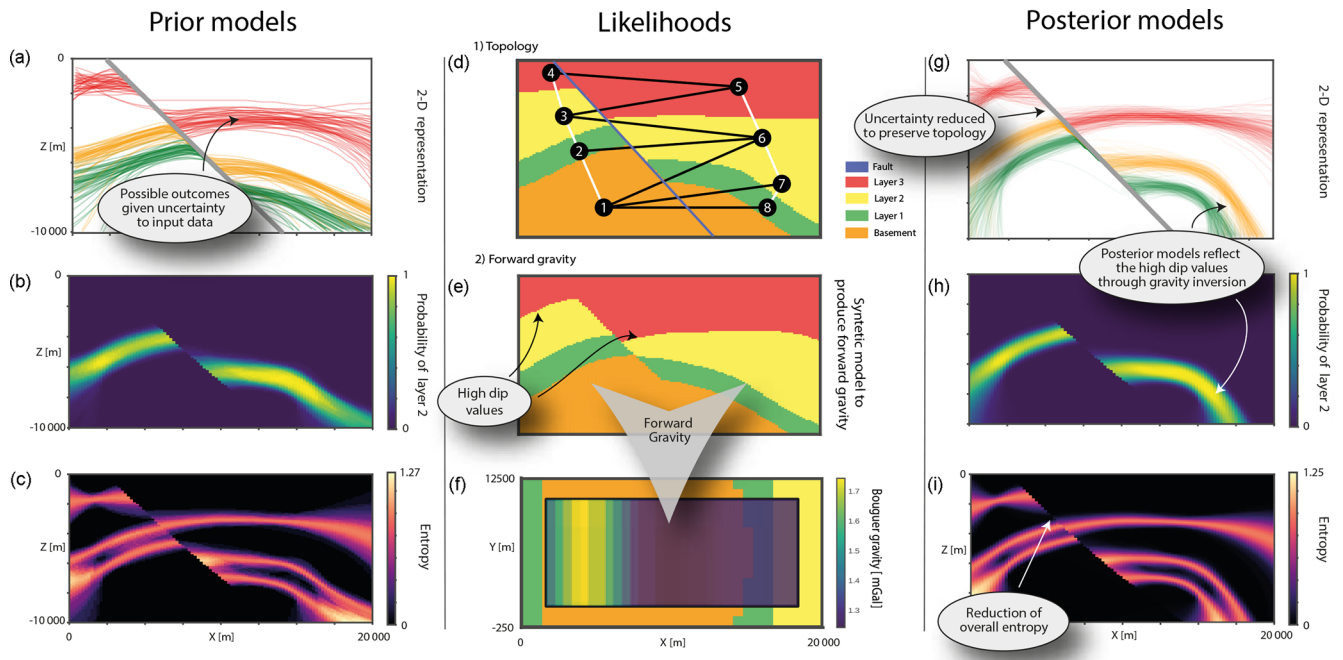 Prior models
Likelihoods
Posterior models
(a)
0
Z [m]
-10 000
2-D representation
Possible outcomes
given uncertainty
to input data
(b)
0
Z [m]
-10 000
1
0
Probability of
layer 2
(c)
0
Z [m]
-10 000
0
X [m]
20 000
1.27
0
Entropy
1) Topology
(d)
4
5
3
6
2
7
1
8
Fault
Layer 3
Layer 2
Layer 1
Basement
2) Forward gravity
(e)
High dip
values
Forward
Gravity
Syntetic model to
produce forward gravity
(f)
12500
Y [m]
-250
0
X [m]
20 000
1.7
1.6
1.5
1.4
1.3
Bouguer gravity [ mGal]
(g)
Uncertainty reduced
to preserve topology
2-D representation
Posterior models reflect
the high dip values
through gravity inversion
(h)
1
0
Probability of
layer 2
(i)
0
Z [m]
-10 000
0
X [m]
20 000
1.25
0
Entropy
Reduction of
overall entropy